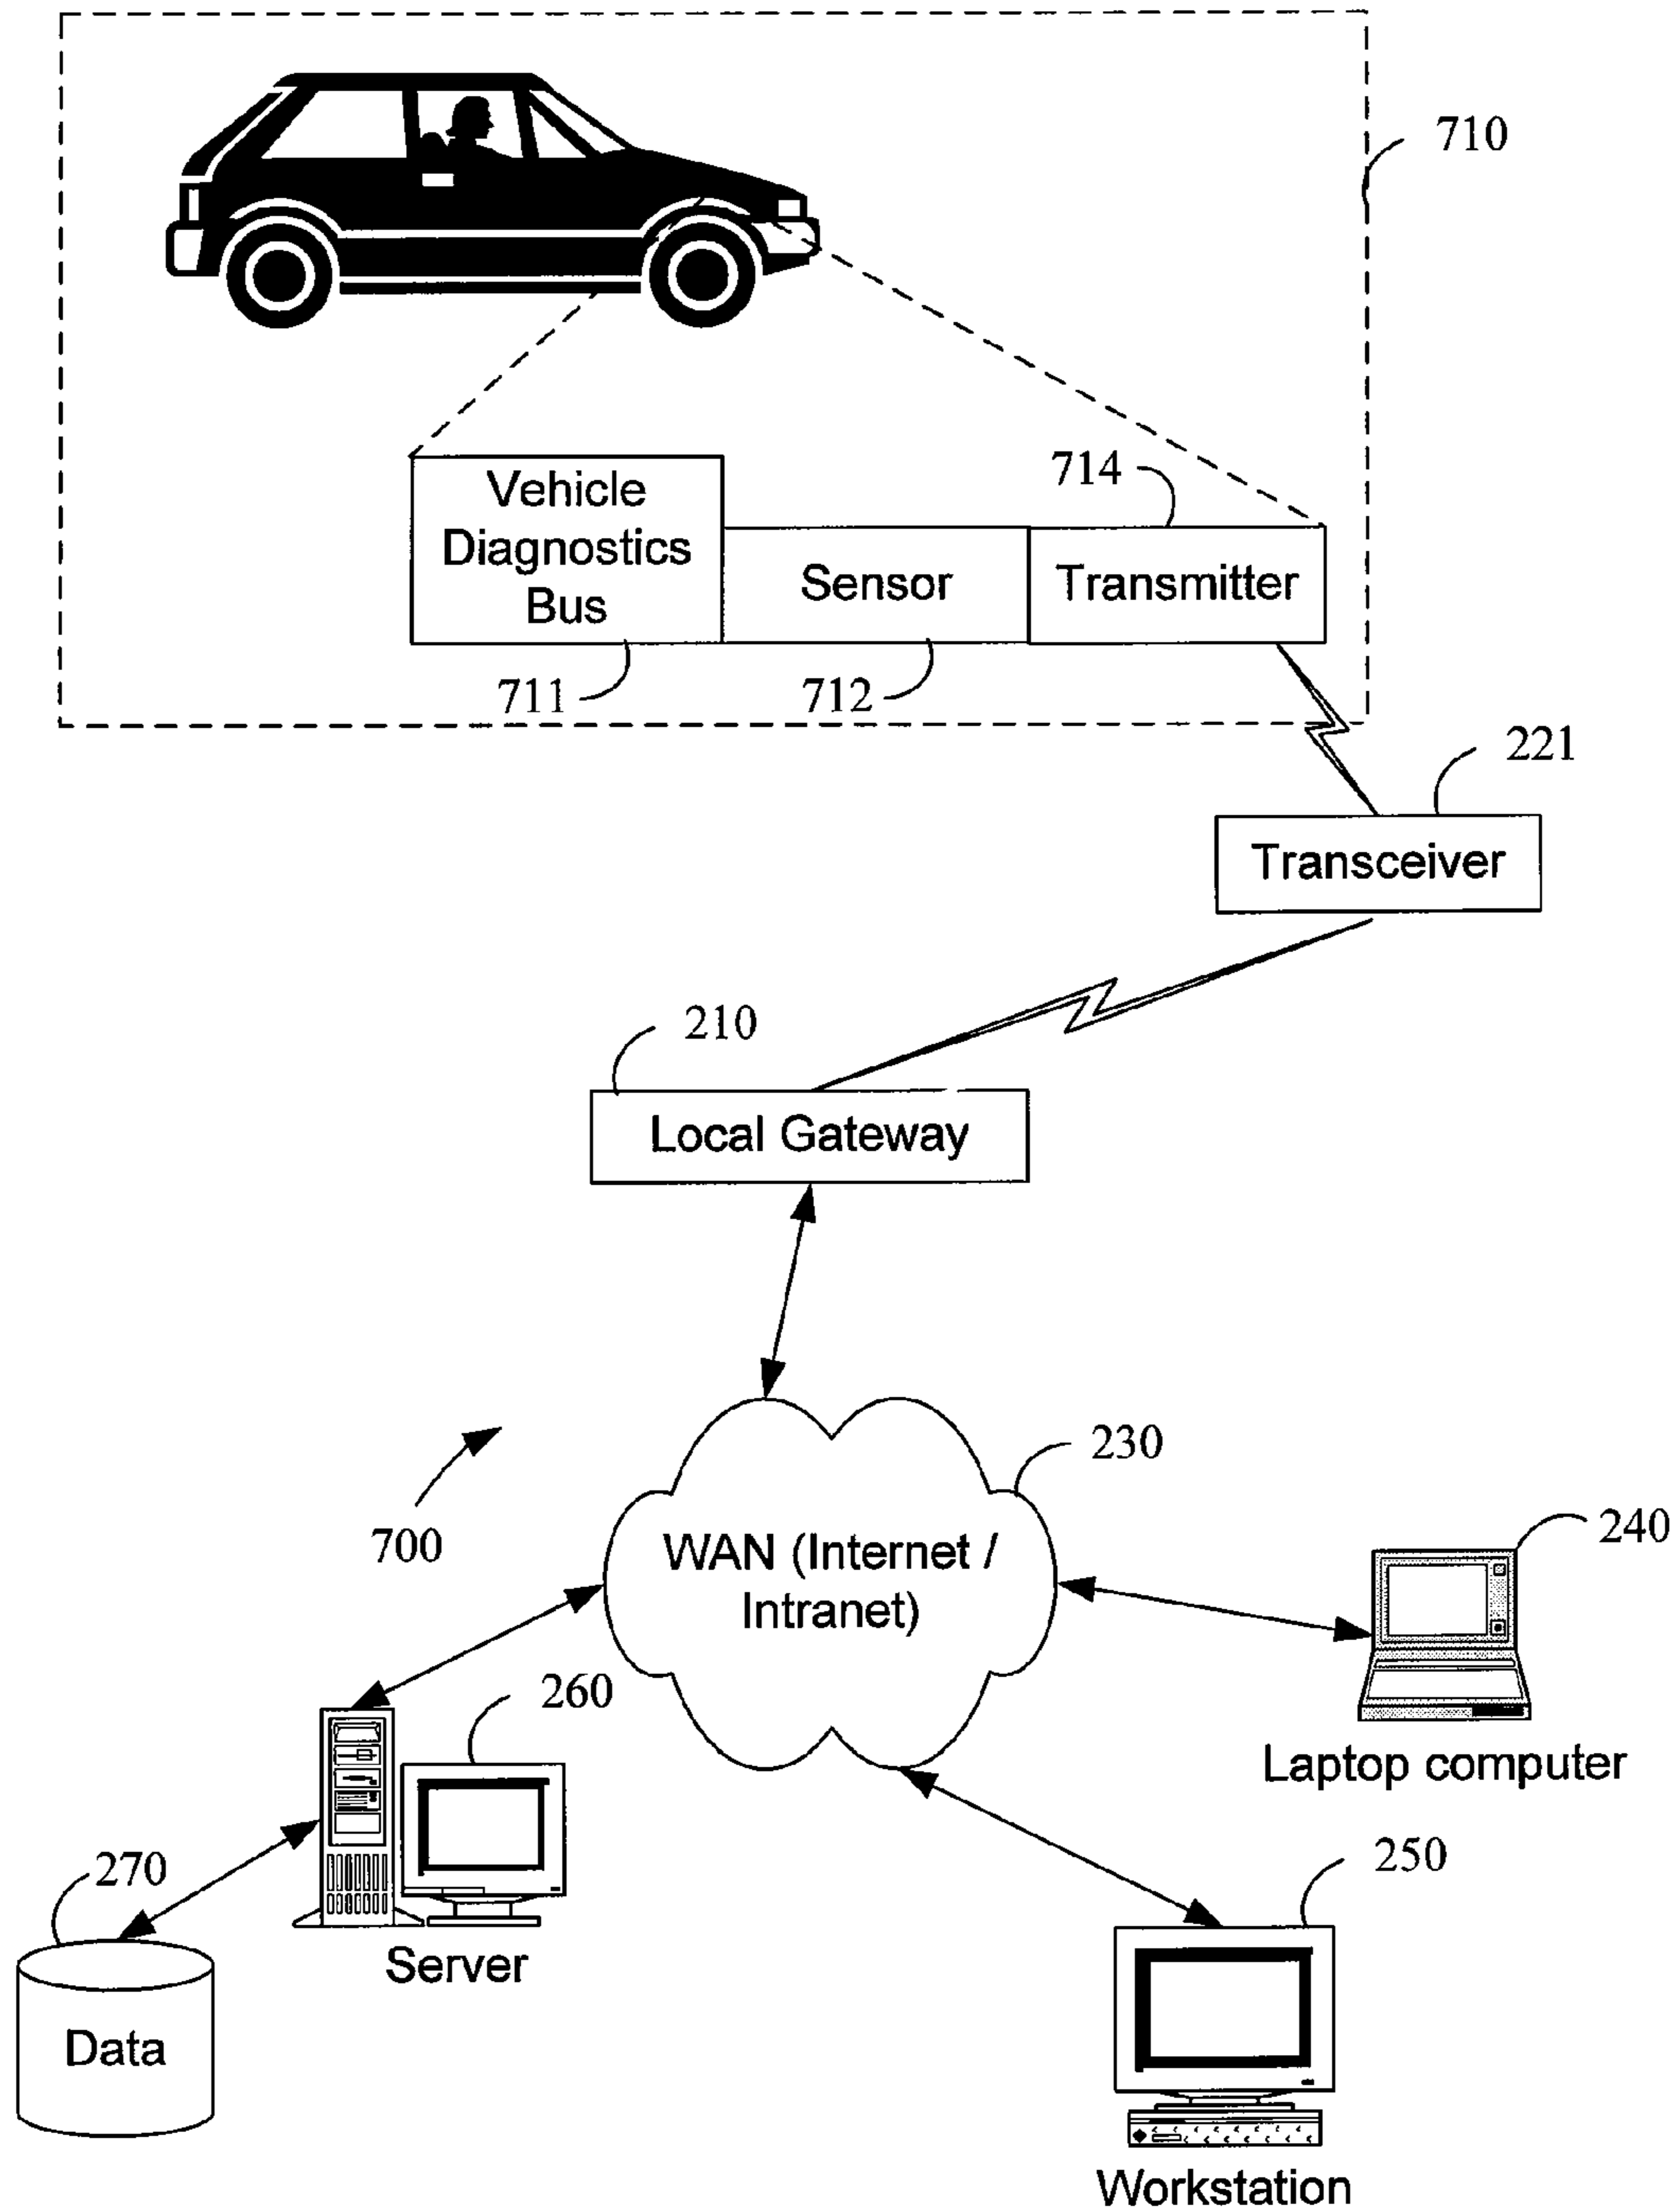 710
Vehicle
Diagnostics
Bus
Sensor
714
Transmitter
711
712
221
Transceiver
210
Local Gateway
230
700
WAN (Internet /
Intranet)
240
Laptop computer
260
Server
270
Data
250
Workstation